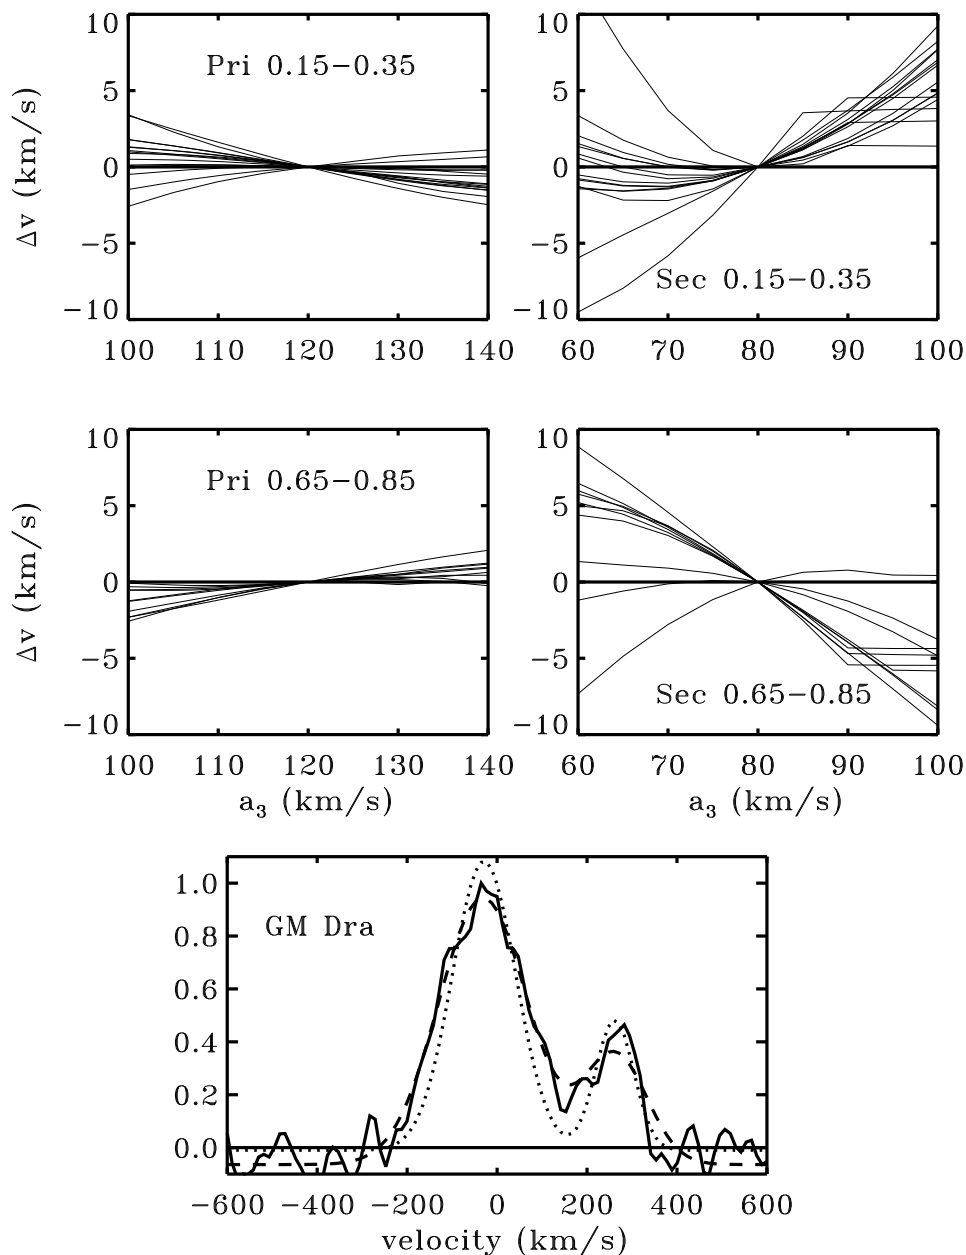 10 10
Pri 0.15−0.35
5 5
Δv (km/s)
0 0
−5 −5
Sec 0.15−0.35
−10 −10
100 110 120 130 140 60 70 80 90 100
10 10
Pri 0.65−0.85
5 5
Δv (km/s)
0 0
−5 −5
Sec 0.65−0.85
−10 −10
100 110 120 130 140 60 70 80 90 100
a₃ (km/s) a₃ (km/s)
1.0
GM Dra
0.8
0.6
0.4
0.2
0.0
−600 −400 −200 0 200 400 600
velocity (km/s)